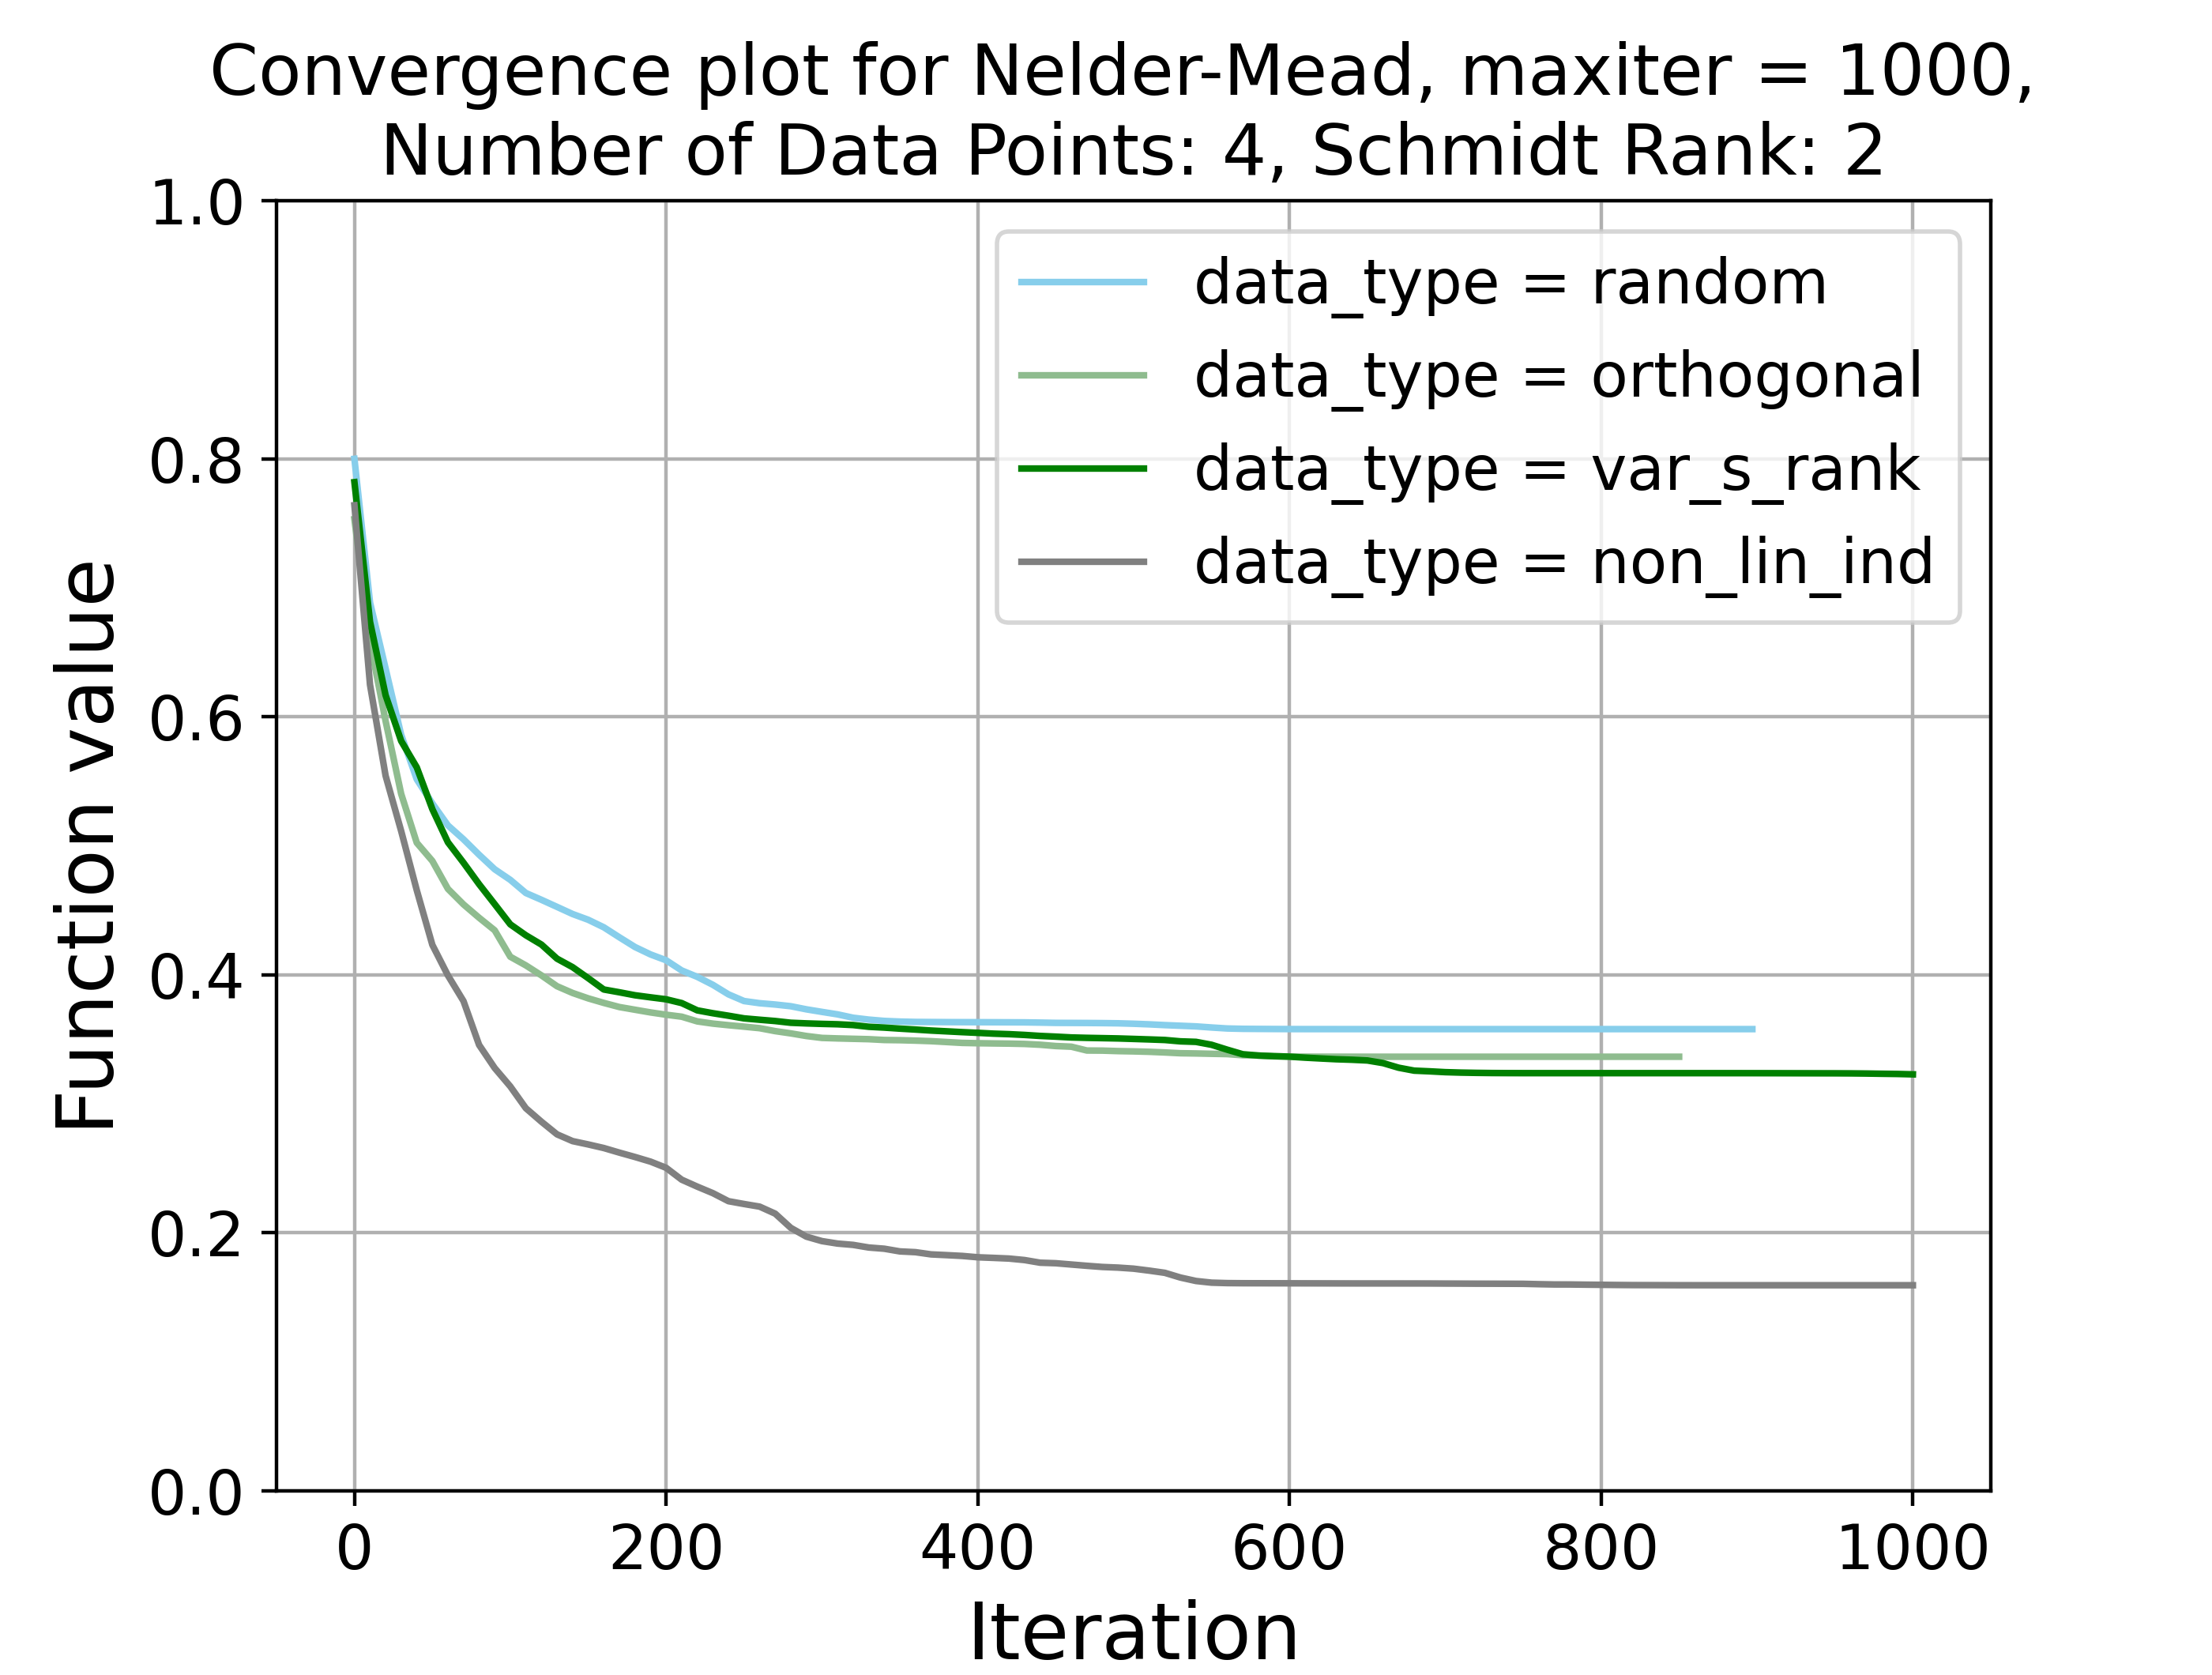 Convergence plot for Nelder-Mead, maxiter = 1000,
Number of Data Points: 4, Schmidt Rank: 2
1.0
0.8
0.6
0.4
0.2
0.0
Function value
data_type = random
data_type = orthogonal
data_type = var_s_rank
data_type = non_lin_ind
0 200 400 600 800 1000
Iteration